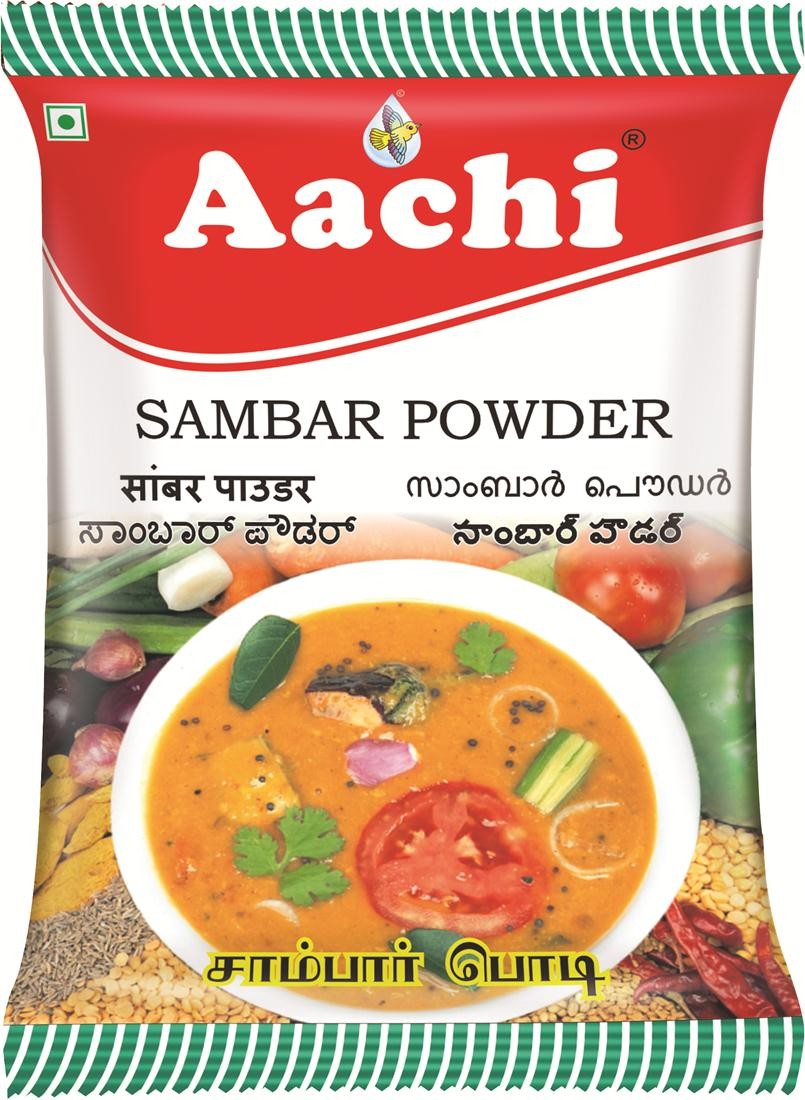 ©
Aachi®
SAMBAR POWDER
सांबर पाउडर
സാംബാർ പൌഡർ
ಸಾಂಬಾರ್ ಪೌಡರ್
సాంబార్ పౌడర్
சாம்பார் பொடி